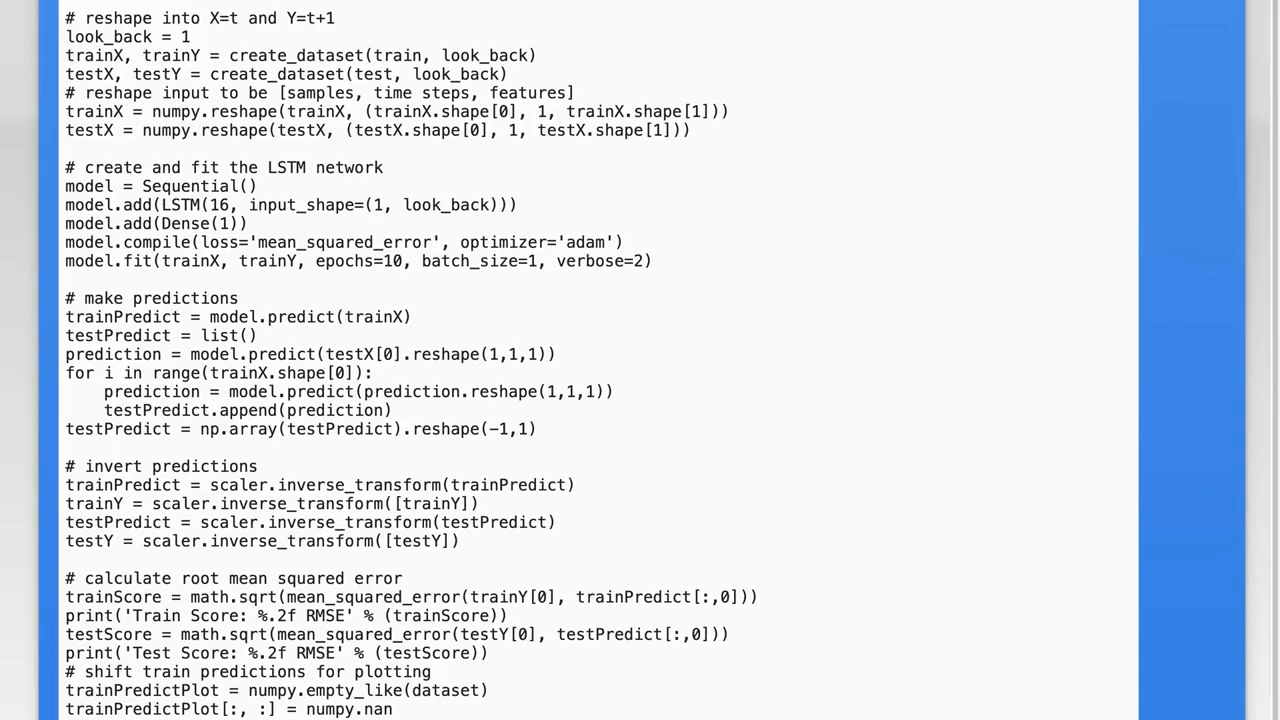 # reshape into X=t and Y=t+1
look_back = 1
trainX, trainY = create_dataset(train, look_back)
testX, testY = create_dataset(test, look_back)
# reshape input to be [samples, time steps, features]
trainX = numpy.reshape(trainX, (trainX.shape[0], 1, trainX.shape[1]))
testX = numpy.reshape(testX, (testX.shape[0], 1, testX.shape[1]))

# create and fit the LSTM network
model = Sequential()
model.add(LSTM(16, input_shape=(1, look_back)))
model.add(Dense(1))
model.compile(loss='mean_squared_error', optimizer='adam')
model.fit(trainX, trainY, epochs=10, batch_size=1, verbose=2)

# make predictions
trainPredict = model.predict(trainX)
testPredict = list()
prediction = model.predict(testX[0].reshape(1,1,1))
for i in range(trainX.shape[0]):
    prediction = model.predict(prediction.reshape(1,1,1))
    testPredict.append(prediction)
testPredict = np.array(testPredict).reshape(-1,1)

# invert predictions
trainPredict = scaler.inverse_transform(trainPredict)
trainY = scaler.inverse_transform([trainY])
testPredict = scaler.inverse_transform(testPredict)
testY = scaler.inverse_transform([testY])

# calculate root mean squared error
trainScore = math.sqrt(mean_squared_error(trainY[0], trainPredict[:,0]))
print('Train Score: %.2f RMSE' % (trainScore))
testScore = math.sqrt(mean_squared_error(testY[0], testPredict[:,0]))
print('Test Score: %.2f RMSE' % (testScore))
# shift train predictions for plotting
trainPredictPlot = numpy.empty_like(dataset)
trainPredictPlot[:, :] = numpy.nan